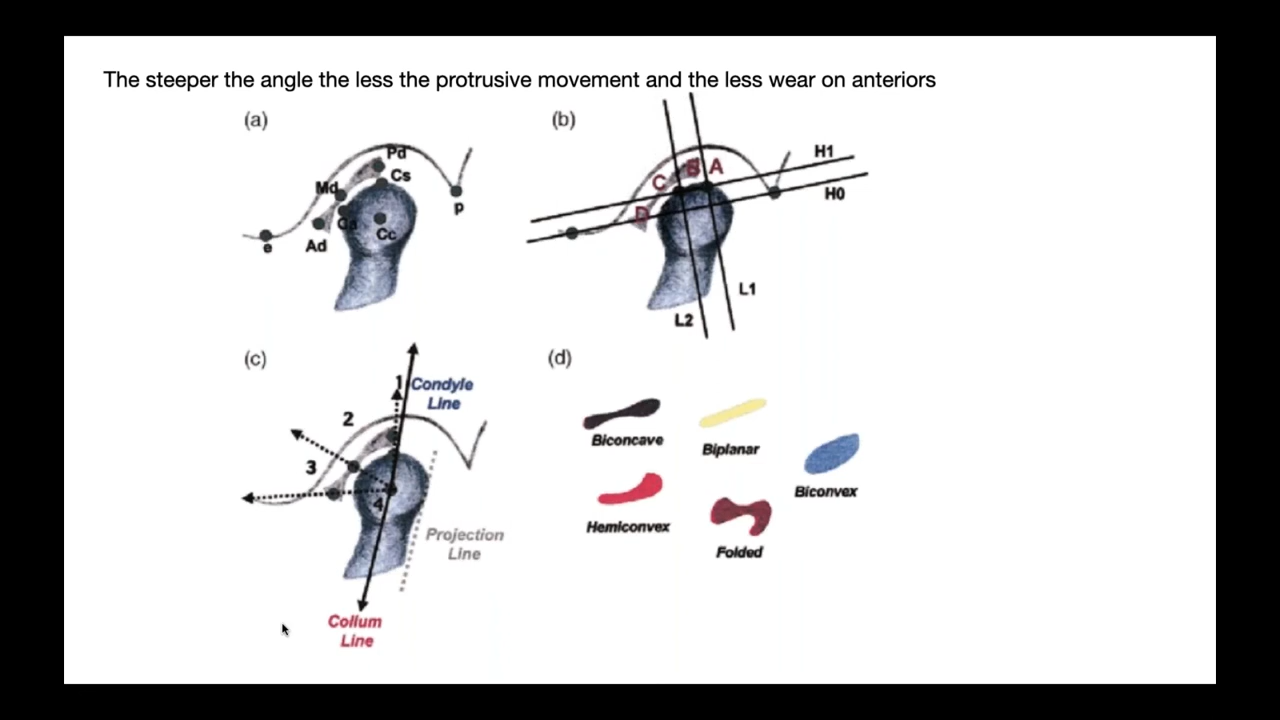 The steeper the angle the less the protrusive movement and the less wear on anteriors
(a)
Pd
Cs
Md
Ca
Cc
p
e
Ad
(b)
H1
H0
A
B
C
D
L1
L2
(c)
1
Condyle
Line
2
3
4
Projection
Line
Collum
Line
(d)
Biconcave
Biplanar
Biconvex
Hemiconvex
Folded